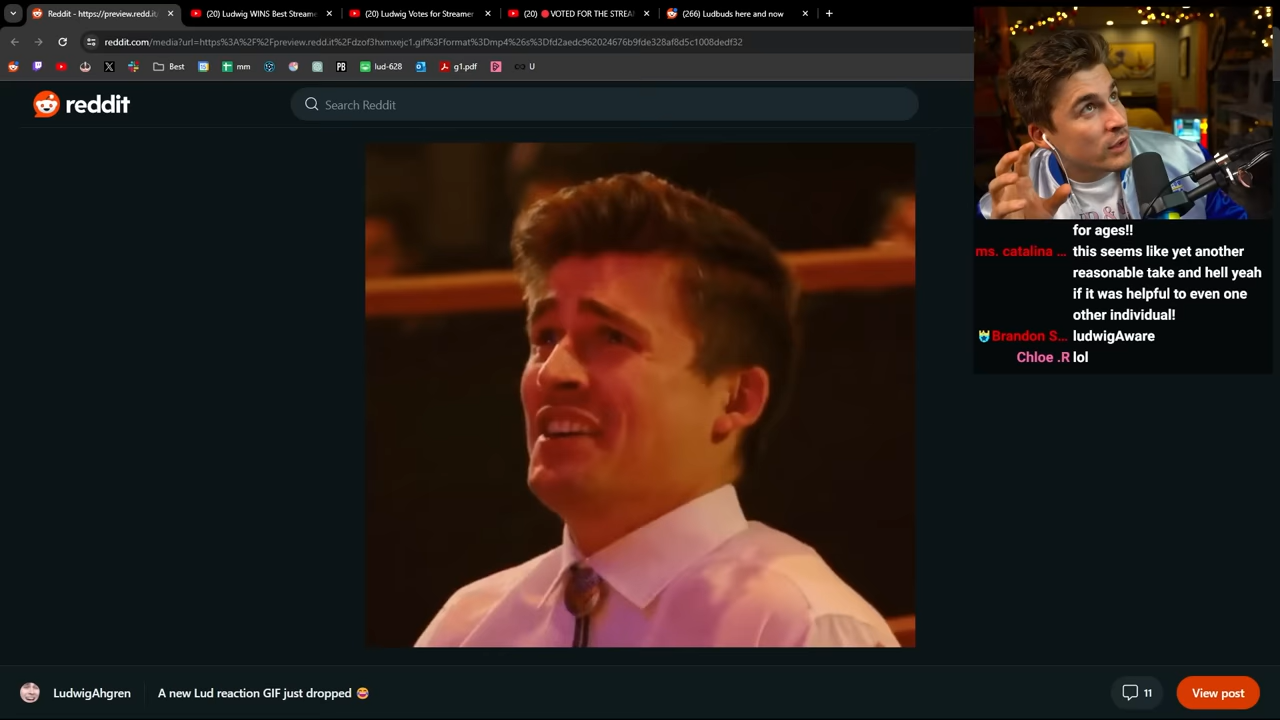 Reddit - https://preview.redd.it
(20) Ludwig WINS Best Streame
(20) Ludwig Votes for Streamer
(20) 🔴VOTED FOR THE STREA
(266) Ludbuds here and now
reddit.com/media?url=https%3A%2F%2Fpreview.redd.it%2Fdzof3hxmxejc1.gif%3Fformat%3Dmp4%26s%3Dfd2aedc962024676b9fde328af8d5c1008dedf32
Best
mm
PB
iud-628
g1.pdf
U
reddit
Search Reddit
for ages!!
ms. catalina ... this seems like yet another
reasonable take and hell yeah
if it was helpful to even one
other individual!
Brandon S... ludwigAware
Chloe .R lol
LudwigAhgren
A new Lud reaction GIF just dropped 😂
11
View post